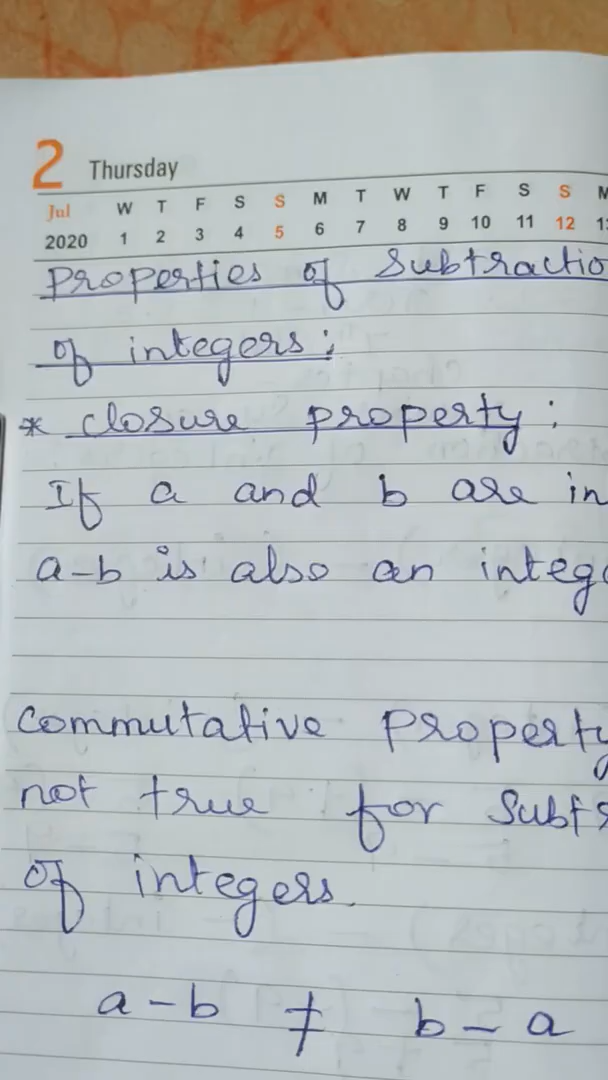 2 Thursday
Jul W T F S S M T W T F S S M
2020 1 2 3 4 5 6 7 8 9 10 11 12
Properties of Subtractio
of integers:
* closure property:
If a and b are in
a-b is also an integ
commutative property
not true for Subt
of integers.
a-b ≠ b-a